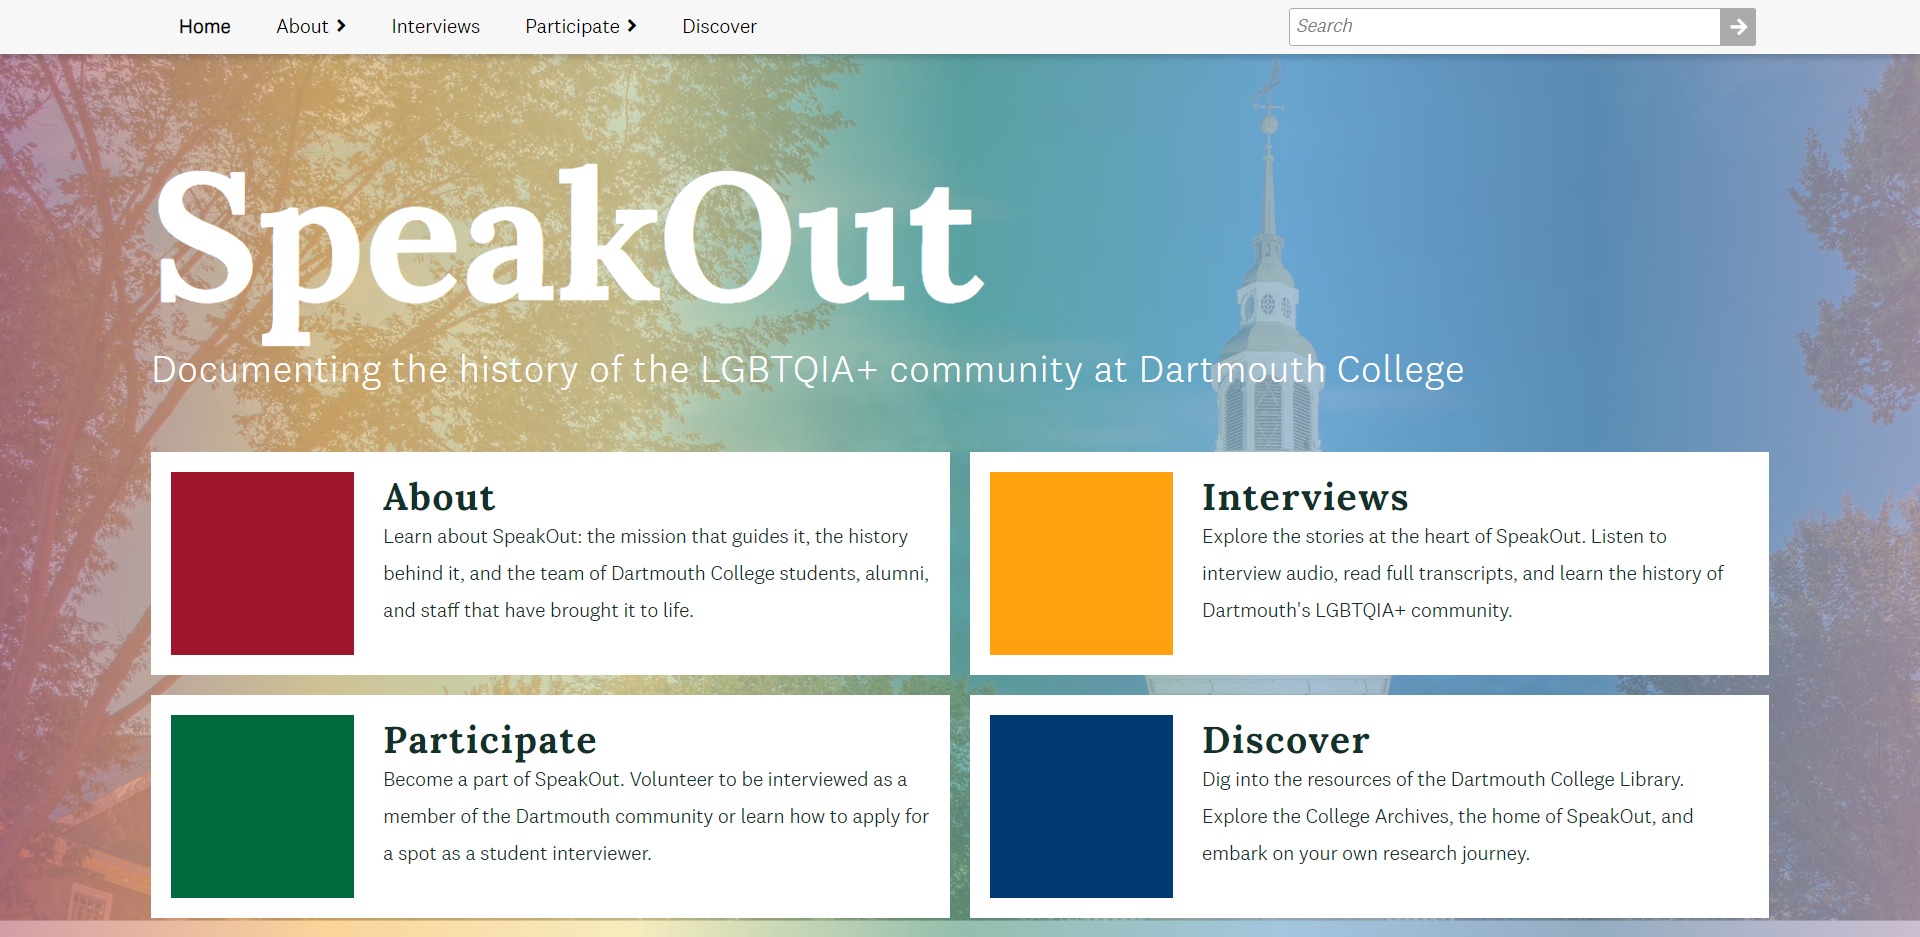 Home About Interviews Participate Discover Search
SpeakOut
Documenting the history of the LGBTQIA+ community at Dartmouth College
About
Learn about SpeakOut: the mission that guides it, the history
behind it, and the team of Dartmouth College students, alumni,
and staff that have brought it to life.
Interviews
Explore the stories at the heart of SpeakOut. Listen to
interview audio, read full transcripts, and learn the history of
Dartmouth's LGBTQIA+ community.
Participate
Become a part of SpeakOut. Volunteer to be interviewed as a
member of the Dartmouth community or learn how to apply for
a spot as a student interviewer.
Discover
Dig into the resources of the Dartmouth College Library.
Explore the College Archives, the home of SpeakOut, and
embark on your own research journey.